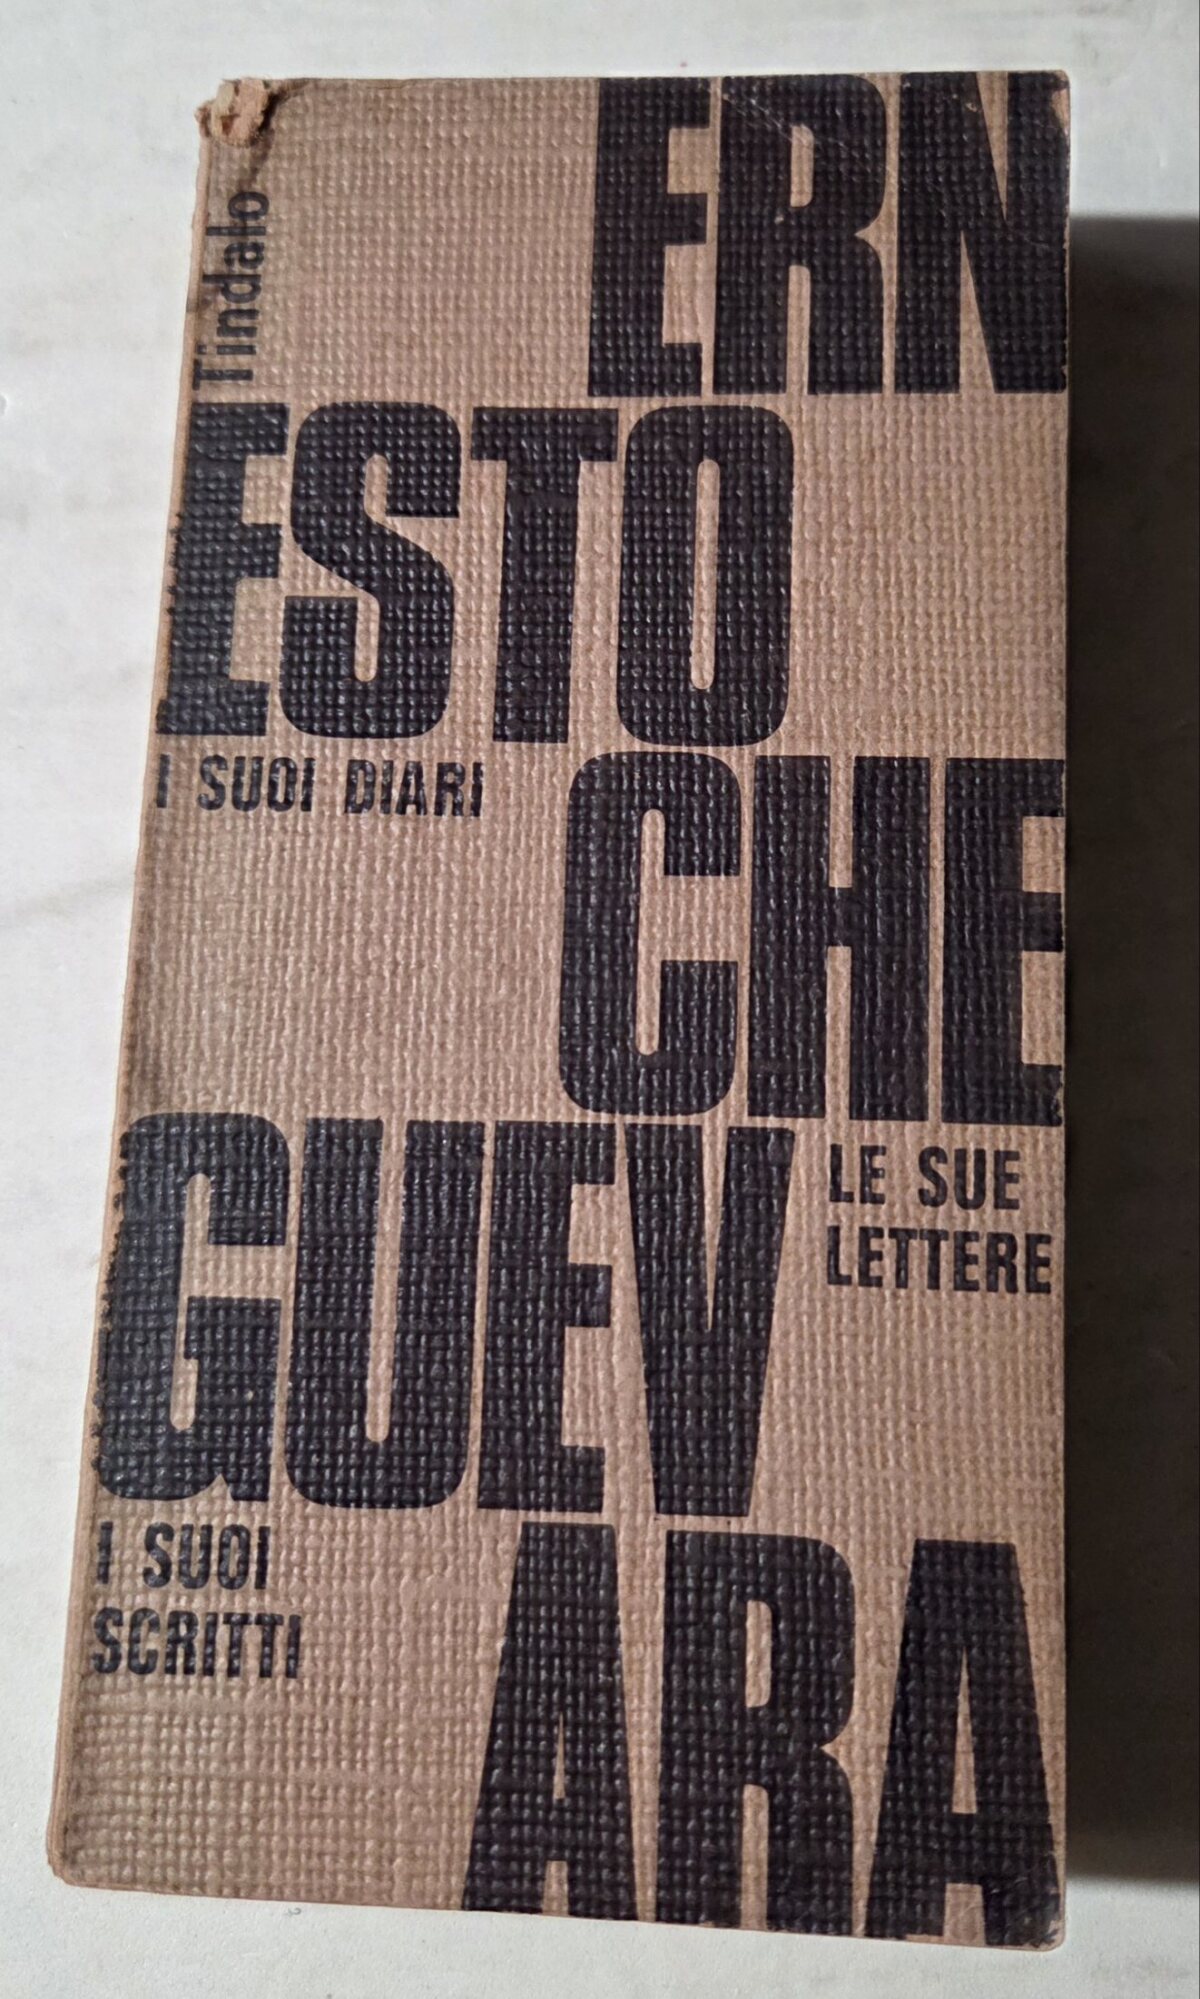 Tindalo
ERN
ESTO
I SUOI DIARI
CHE
GUEV
LE SUE
LETTERE
I SUOI
SCRITTI
ARA